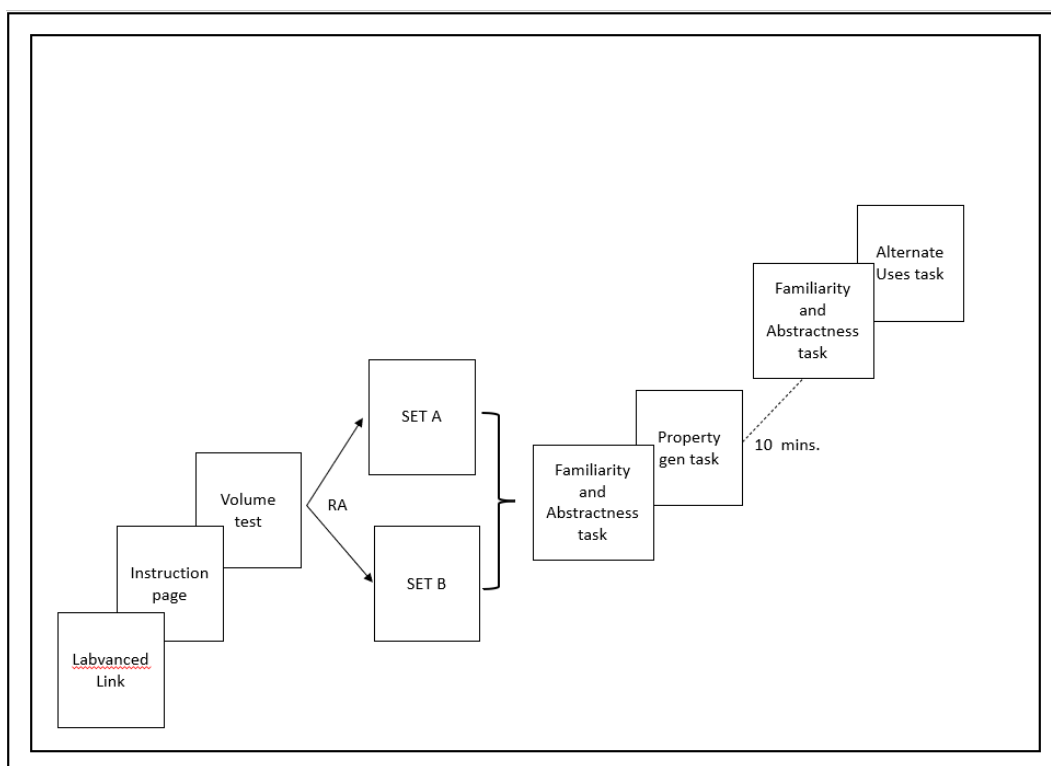 Labvanced
Link
Instruction
page
Volume
test
RA
SET A
SET B
Familiarity
and
Abstractness
task
Property
gen task
10 mins.
Familiarity
and
Abstractness
task
Alternate
Uses task